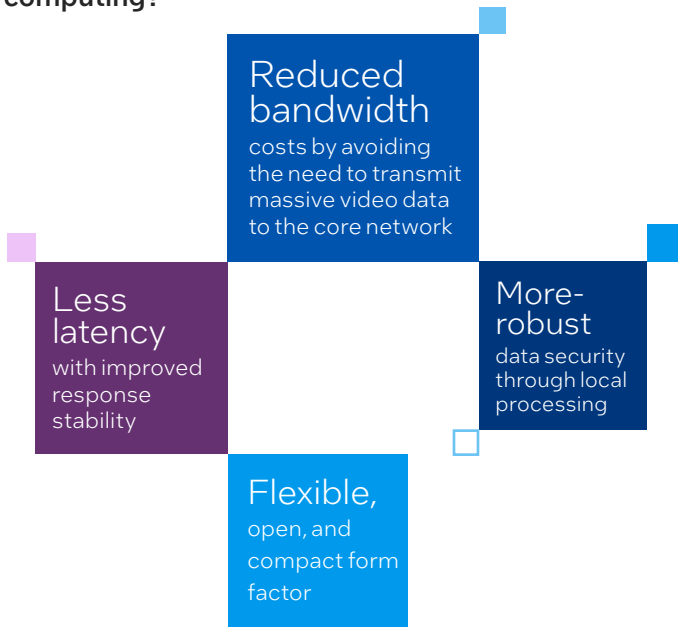 computing?
Reduced
bandwidth
costs by avoiding
the need to transmit
massive video data
to the core network
Less
latency
with improved
response
stability
More-
robust
data security
through local
processing
Flexible,
open, and
compact form
factor